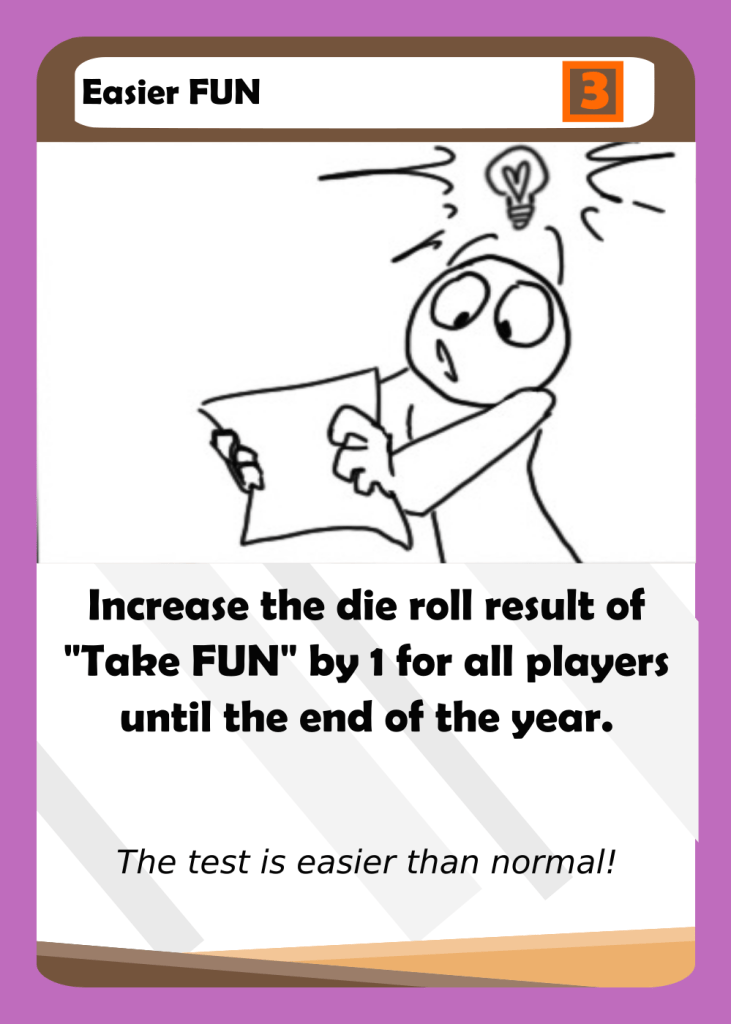 Easier FUN
3
Increase the die roll result of
"Take FUN" by 1 for all players
until the end of the year.
The test is easier than normal!